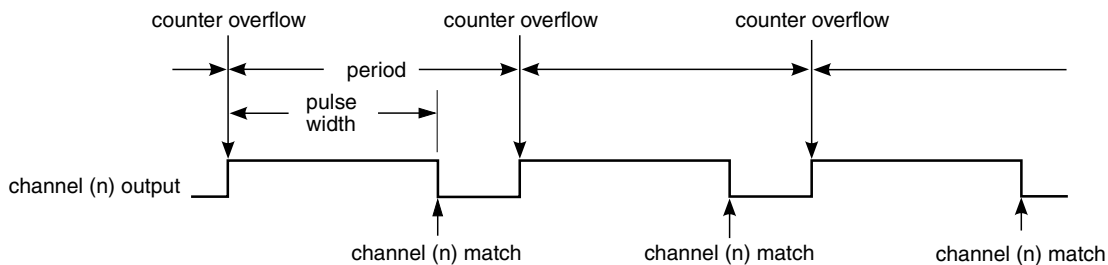 counter overflow
counter overflow
counter overflow
period
pulse
width
channel (n) output
channel (n) match
channel (n) match
channel (n) match